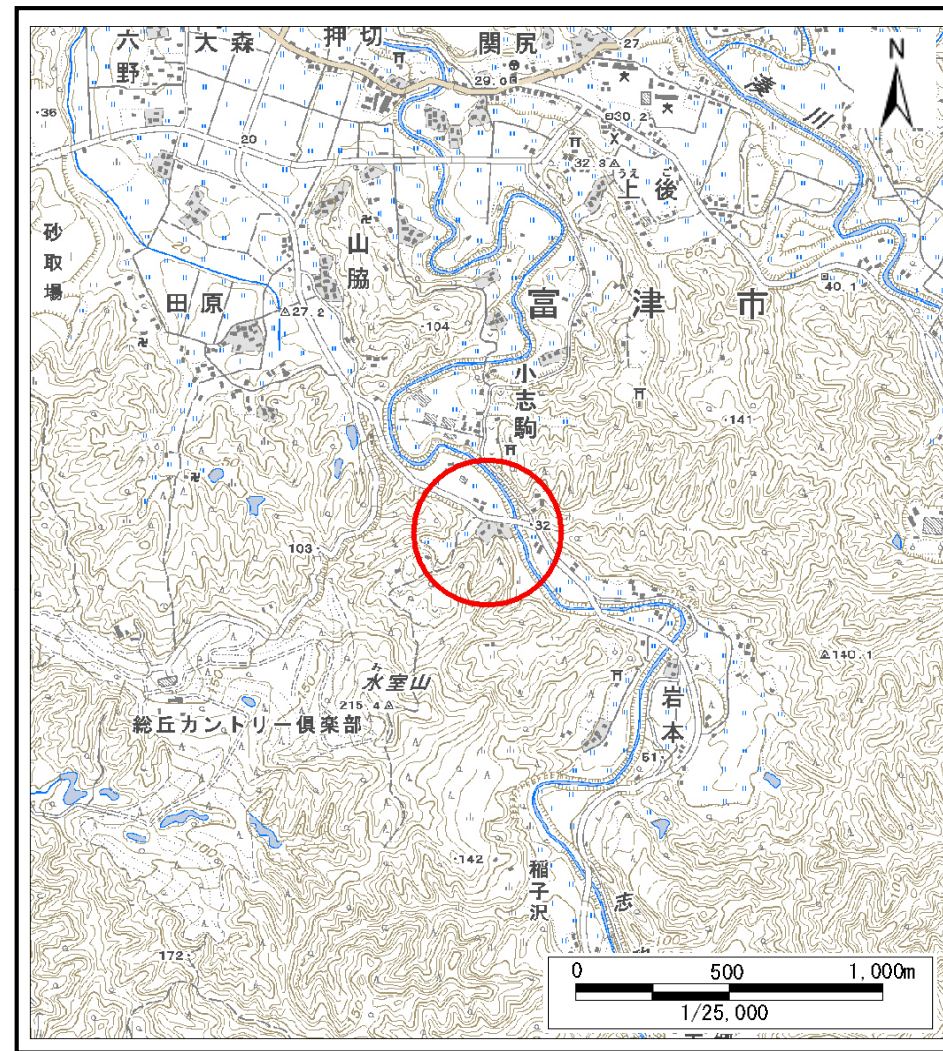 六野
大森
押切
関尻
27
29.0
湊川
N
36
20
30.2
32.3
うえ ご
上後
砂取場
山脇
40.1
田原
27.2
富津市
104
小志駒
141
32
103
水室山
215.4
140.1
総丘カントリー倶楽部
岩本
51
142
稲子沢
志
172
0 500 1,000m
1/25,000